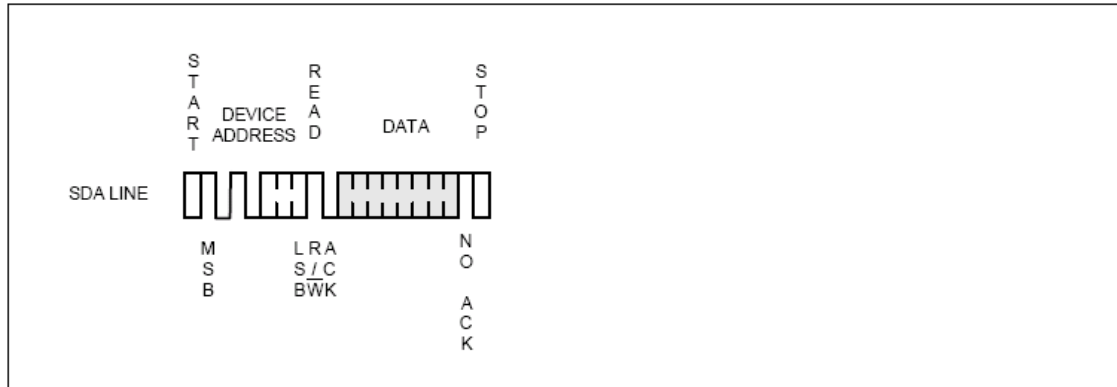 START
DEVICE
ADDRESS
READ
DATA
STOP
SDA LINE
MSB
LSB
R/W
ACK
NO ACK